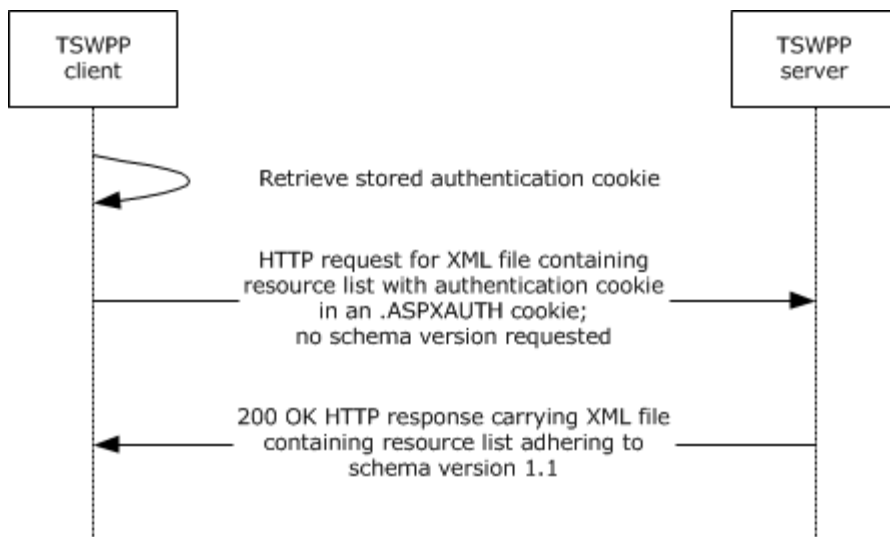 TSWPP
client
TSWPP
server
Retrieve stored authentication cookie
HTTP request for XML file containing
resource list with authentication cookie
in an .ASPXAUTH cookie;
no schema version requested
200 OK HTTP response carrying XML file
containing resource list adhering to
schema version 1.1